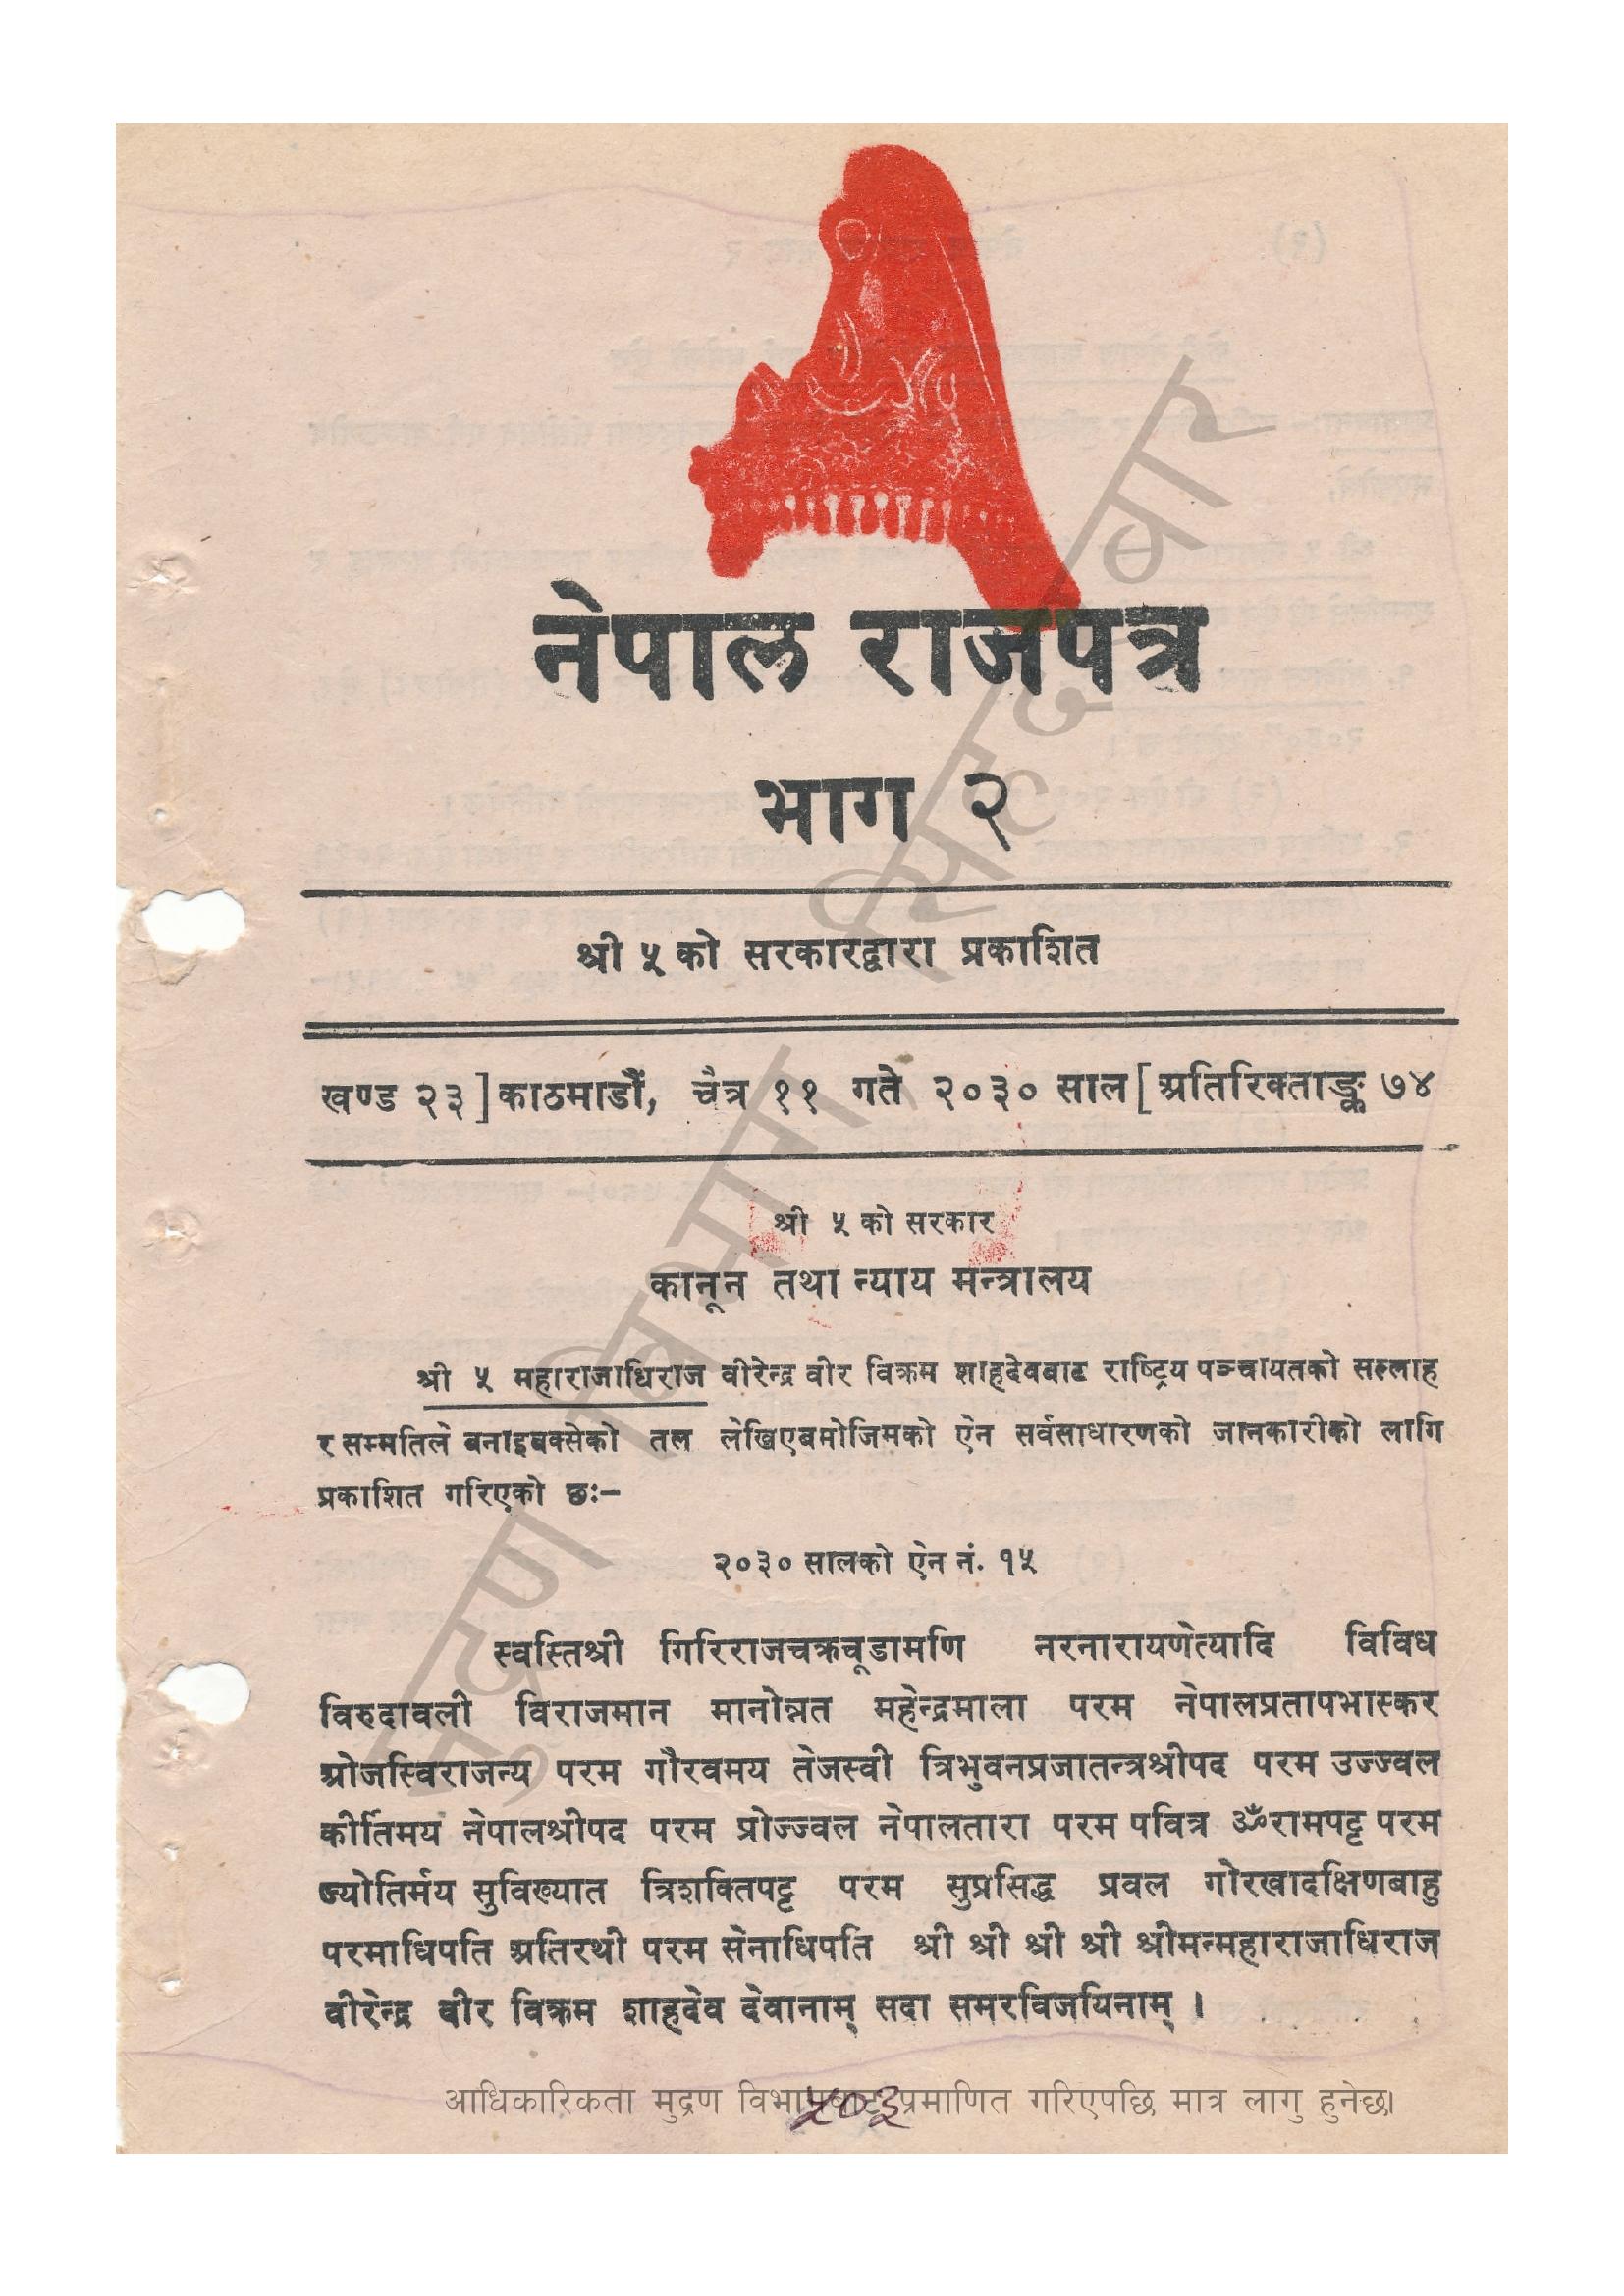 नेपाल राजपत्र
भाग २
श्री ५ को सरकारद्वारा प्रकाशित
खण्ड २३] काठमाडौं, चैत्र ११ गते २०३० साल [अतिरिक्ताङ्क ७४
श्री ५ को सरकार
कानून तथा न्याय मन्त्रालय
श्री ५ महाराजाधिराज वीरेन्द्र वीर विक्रम शाहदेवबाट राष्ट्रिय पञ्चायतको सल्लाह
र सम्मतिले बनाइबक्सेको तल लेखिएबमोजिमको ऐन सर्वसाधारणको जानकारीको लागि
प्रकाशित गरिएको छः—
२०३० सालको ऐन नं. १५
स्वस्तिश्री गिरिराजचक्रचूडामणि नरनारायणेत्यादि विविध
विरुदावली विराजमान मानोन्नत महेन्द्रमाला परम नेपालप्रतापभास्कर
ओजस्विराजन्य परम गौरवमय तेजस्वी त्रिभुवनप्रजातन्त्रश्रीपद परम उज्ज्वल
कीर्तिमय नेपालश्रीपद परम प्रोज्ज्वल नेपालतारा परम पवित्र ॐरामपट्ट परम
ज्योतिर्मय सुविख्यात त्रिशक्तिपट्ट परम सुप्रसिद्ध प्रवल गोरखादक्षिणबाहु
परमाधिपति अतिरथी परम सेनाधिपति श्री श्री श्री श्री श्रीमन्महाराजाधिराज
वीरेन्द्र वीर विक्रम शाहदेव देवानाम् सदा समरविजयिनाम् ।
मुद्रण विभाग, सिंहदरवार
आधिकारिकता मुद्रण विभागबाट प्रमाणित गरिएपछि मात्र लागु हुनेछ।
५०३